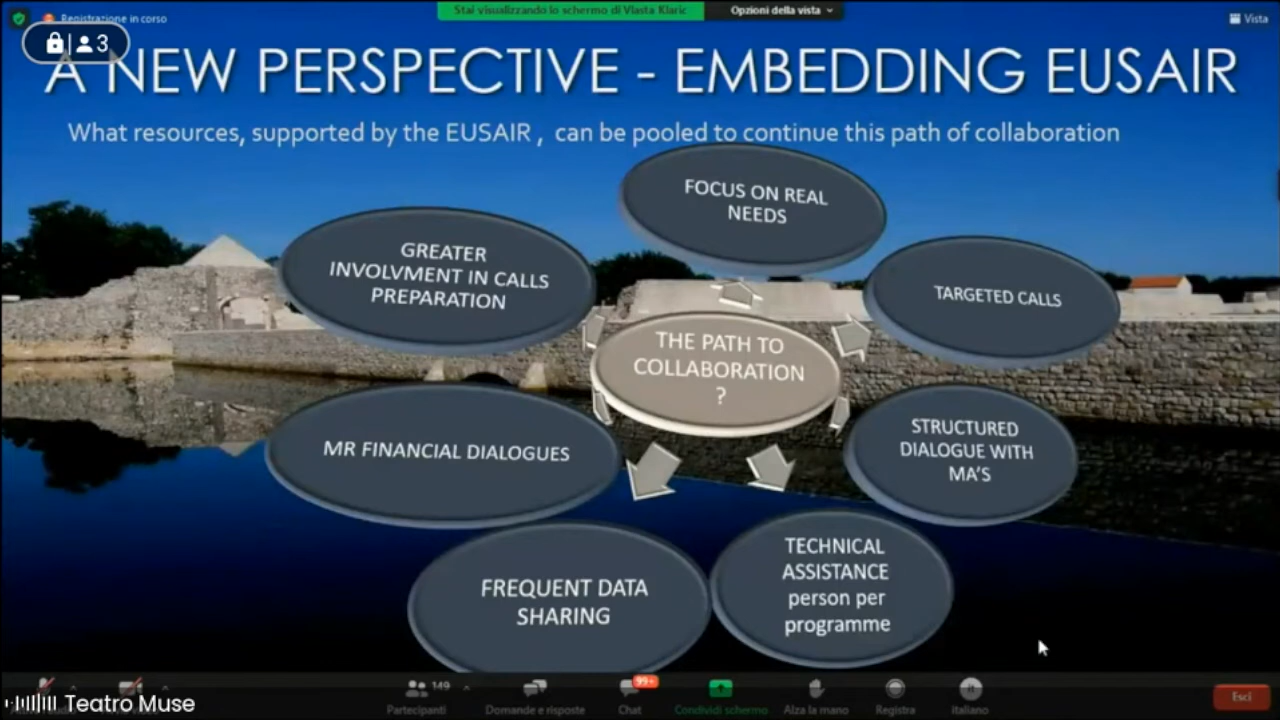 Registrazione in corso
Stai visualizzando lo schermo di Vlasta Klaric
Opzioni della vista
Vista
3
A NEW PERSPECTIVE - EMBEDDING EUSAIR
What resources, supported by the EUSAIR , can be pooled to continue this path of collaboration
FOCUS ON REAL
NEEDS
GREATER
INVOLVMENT IN CALLS
PREPARATION
TARGETED CALLS
THE PATH TO
COLLABORATION
?
MR FINANCIAL DIALOGUES
STRUCTURED
DIALOGUE WITH
MA'S
FREQUENT DATA
SHARING
TECHNICAL
ASSISTANCE
person per
programme
149
99+
Partecipanti
Domande e risposte
Chat
Condividi schermo
Alza la mano
Registra
italiano
Esci
Teatro Muse